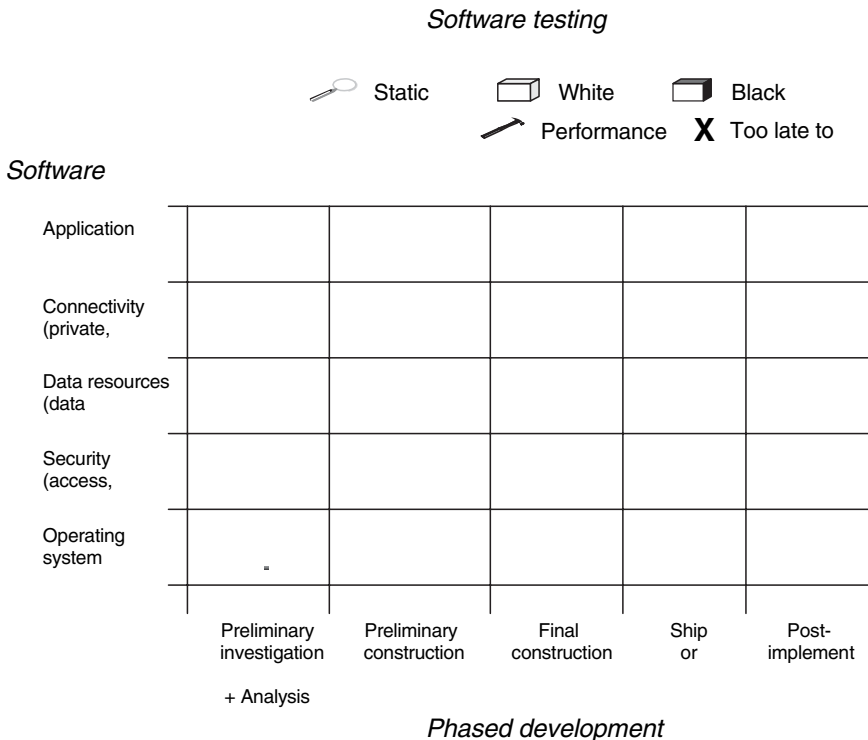 Software testing
Static White Black
Performance X Too late to
Software
Application
Connectivity
(private,
Data resources
(data
Security
(access,
Operating
system
Preliminary
investigation
+ Analysis
Preliminary
construction
Final
construction
Ship
or
Post-
implement
Phased development